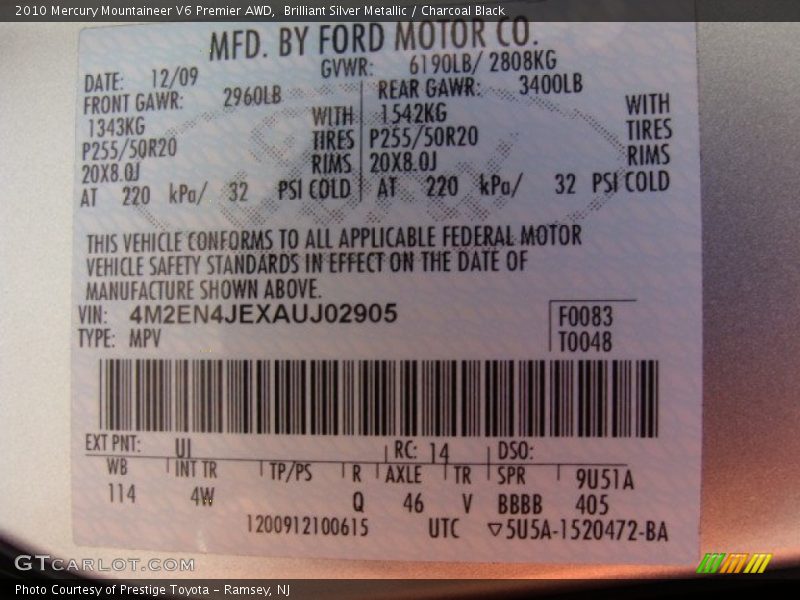 2010 Mercury Mountaineer V6 Premier AWD,  Brilliant Silver Metallic / Charcoal Black
MFD. BY FORD MOTOR CO.
DATE: 12/09 GVWR: 6190LB/ 2808KG
FRONT GAWR: 2960LB REAR GAWR: 3400LB
1343KG WITH 1542KG WITH
P255/50R20 TIRES P255/50R20 TIRES
20X8.0J RIMS 20X8.0J RIMS
AT 220 kPa/ 32 PSI COLD AT 220 kPa/ 32 PSI COLD
THIS VEHICLE CONFORMS TO ALL APPLICABLE FEDERAL MOTOR
VEHICLE SAFETY STANDARDS IN EFFECT ON THE DATE OF
MANUFACTURE SHOWN ABOVE.
VIN: 4M2EN4JEXAUJ02905 F0083
TYPE: MPV T0048
EXT PNT: UI RC: 14 DSO:
WB INT TR TP/PS R AXLE TR SPR 9U51A
114 4W Q 46 V BBBB 405
1200912100615 UTC ▽5U5A-1520472-BA
GTCARLOT.COM
Photo Courtesy of Prestige Toyota – Ramsey, NJ